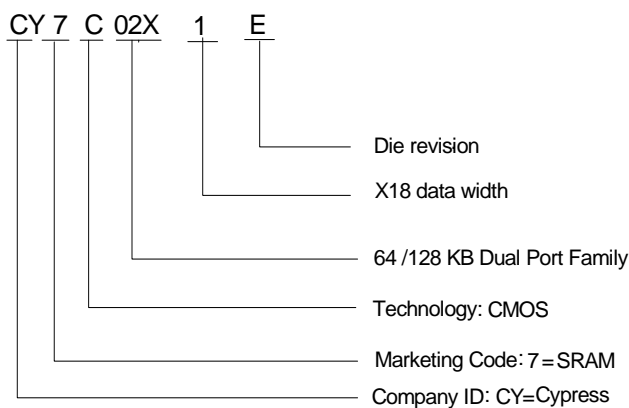 CY 7 C 02X 1 E
Die revision
X18 data width
64 /128 KB Dual Port Family
Technology: CMOS
Marketing Code: 7=SRAM
Company ID: CY=Cypress